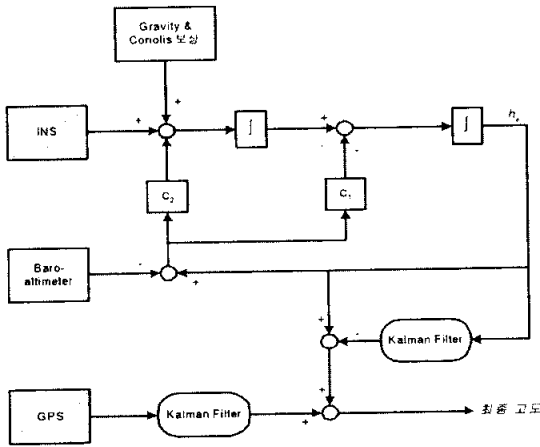 Gravity &
Coriolis 보상
+
+
INS
∫
+
-
-
∫
h
C₂
C₁
Baro-
altimeter
-
+
+
-
Kalman Filter
+
GPS
Kalman Filter
+
최종 고도